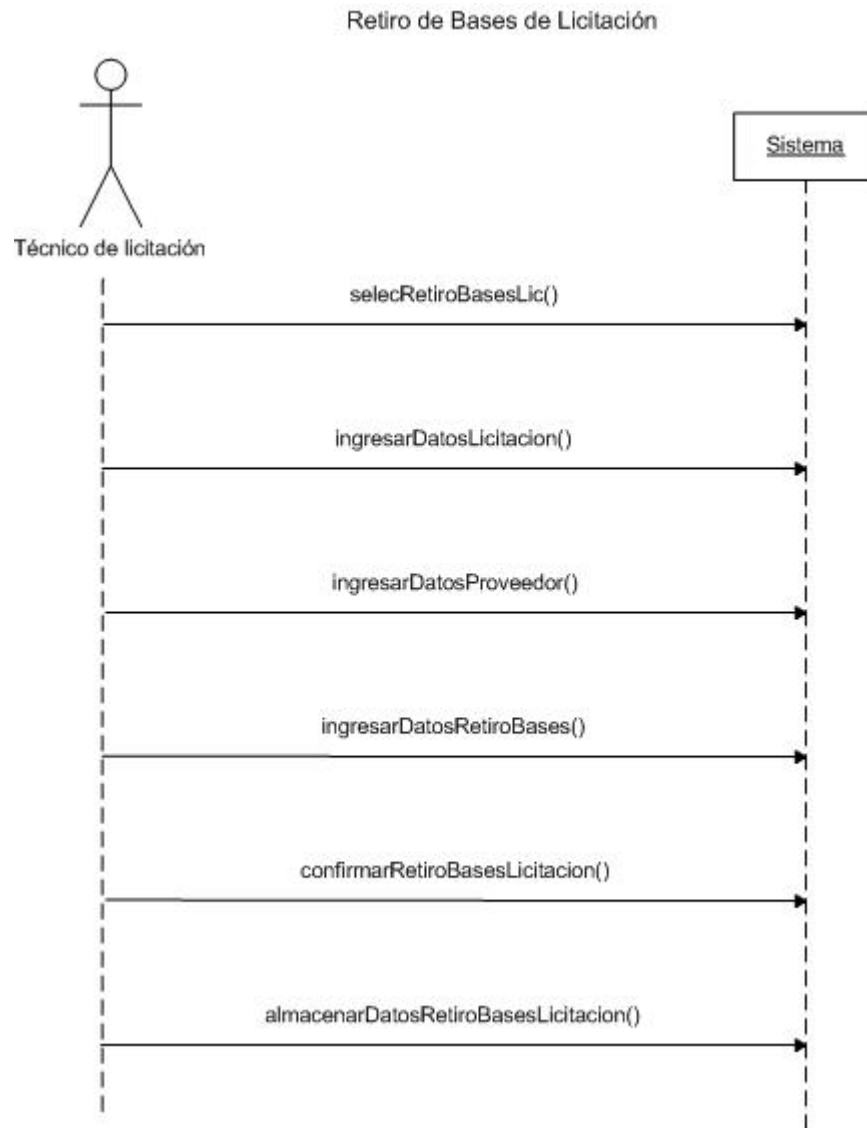 Retiro de Bases de Licitación
Sistema
Técnico de licitación
selecRetiroBasesLic()
ingresarDatosLicitacion()
ingresarDatosProveedor()
ingresarDatosRetiroBases()
confirmarRetiroBasesLicitacion()
almacenarDatosRetiroBasesLicitacion()